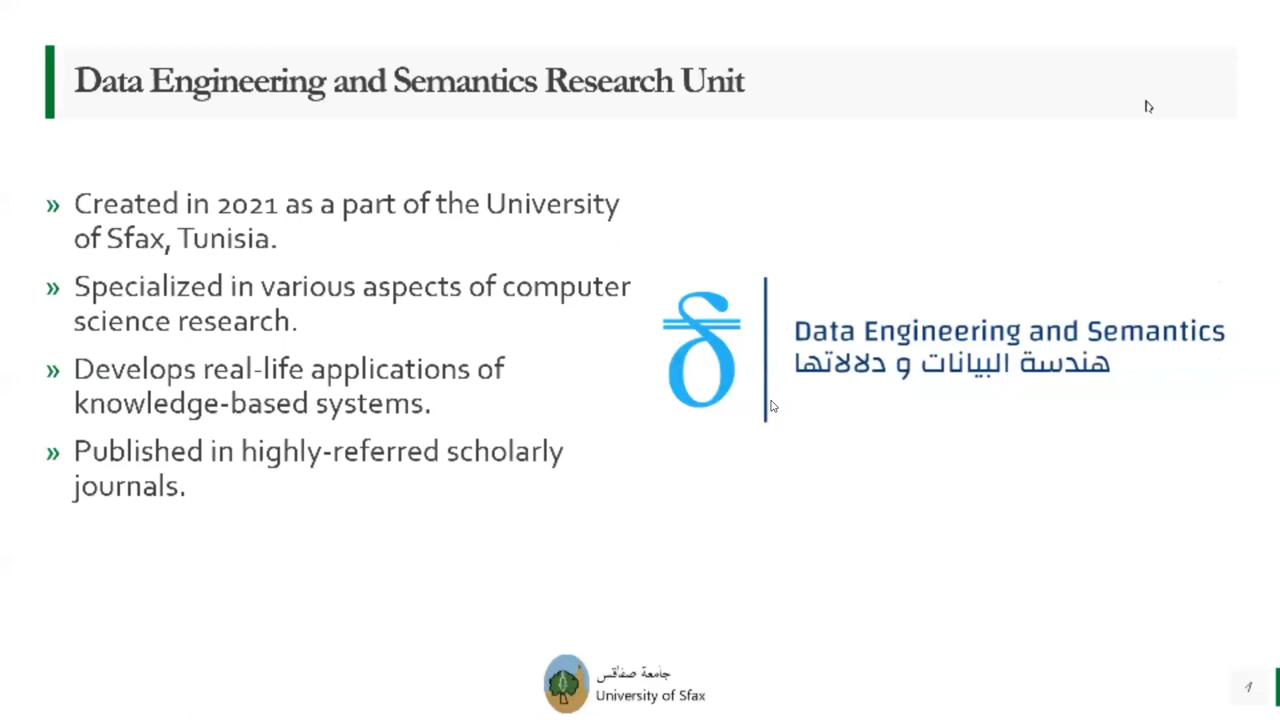 Data Engineering and Semantics Research Unit
» Created in 2021 as a part of the University
of Sfax, Tunisia.
» Specialized in various aspects of computer
science research.
» Develops real-life applications of
knowledge-based systems.
» Published in highly-referred scholarly
journals.
δ
Data Engineering and Semantics
هندسة البيانات و دلالاتها
جامعة صفاقس
University of Sfax
1